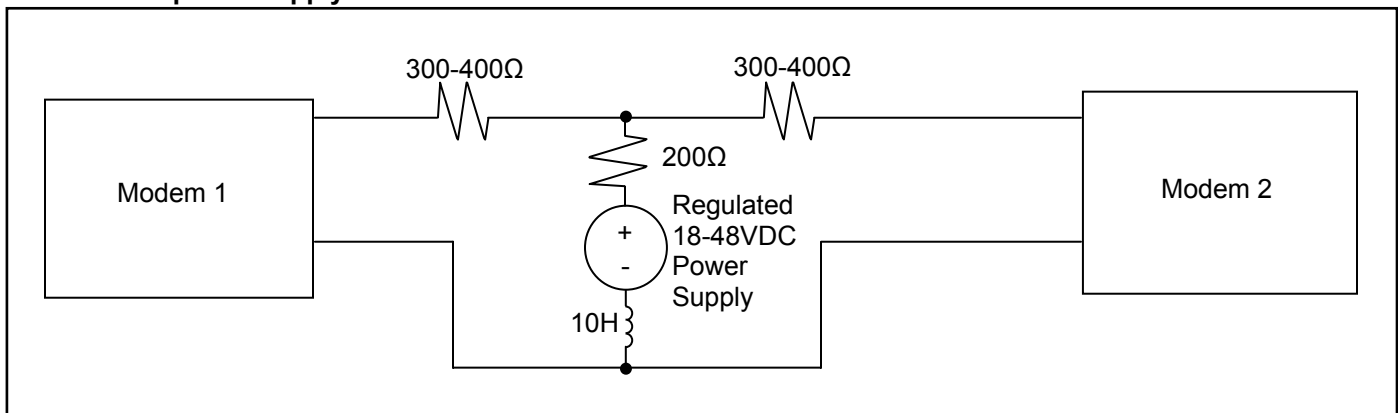 300-400Ω
300-400Ω
200Ω
Modem 1
Modem 2
Regulated
18-48VDC
Power
Supply
+
-
10H